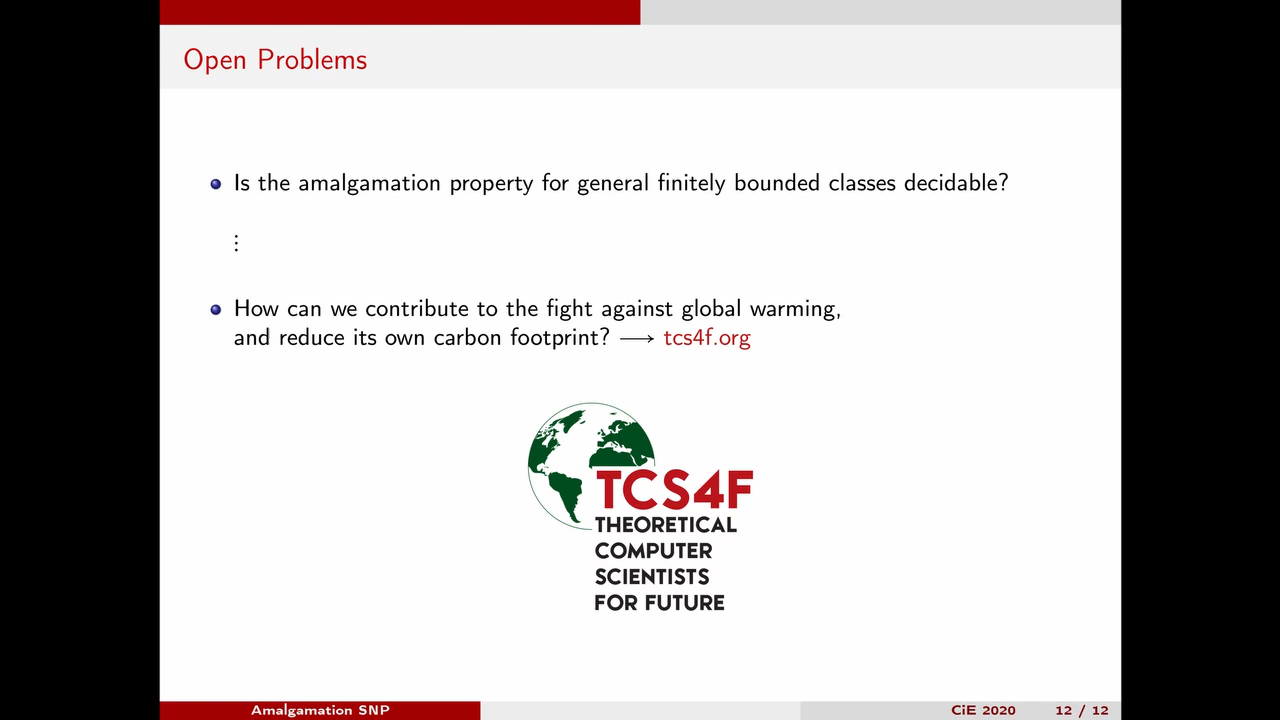 Open Problems
Is the amalgamation property for general finitely bounded classes decidable?
⋮
How can we contribute to the fight against global warming,
and reduce its own carbon footprint? ⟶ tcs4f.org
TCS4F
THEORETICAL
COMPUTER
SCIENTISTS
FOR FUTURE
Amalgamation SNP
CiE 2020 12 / 12